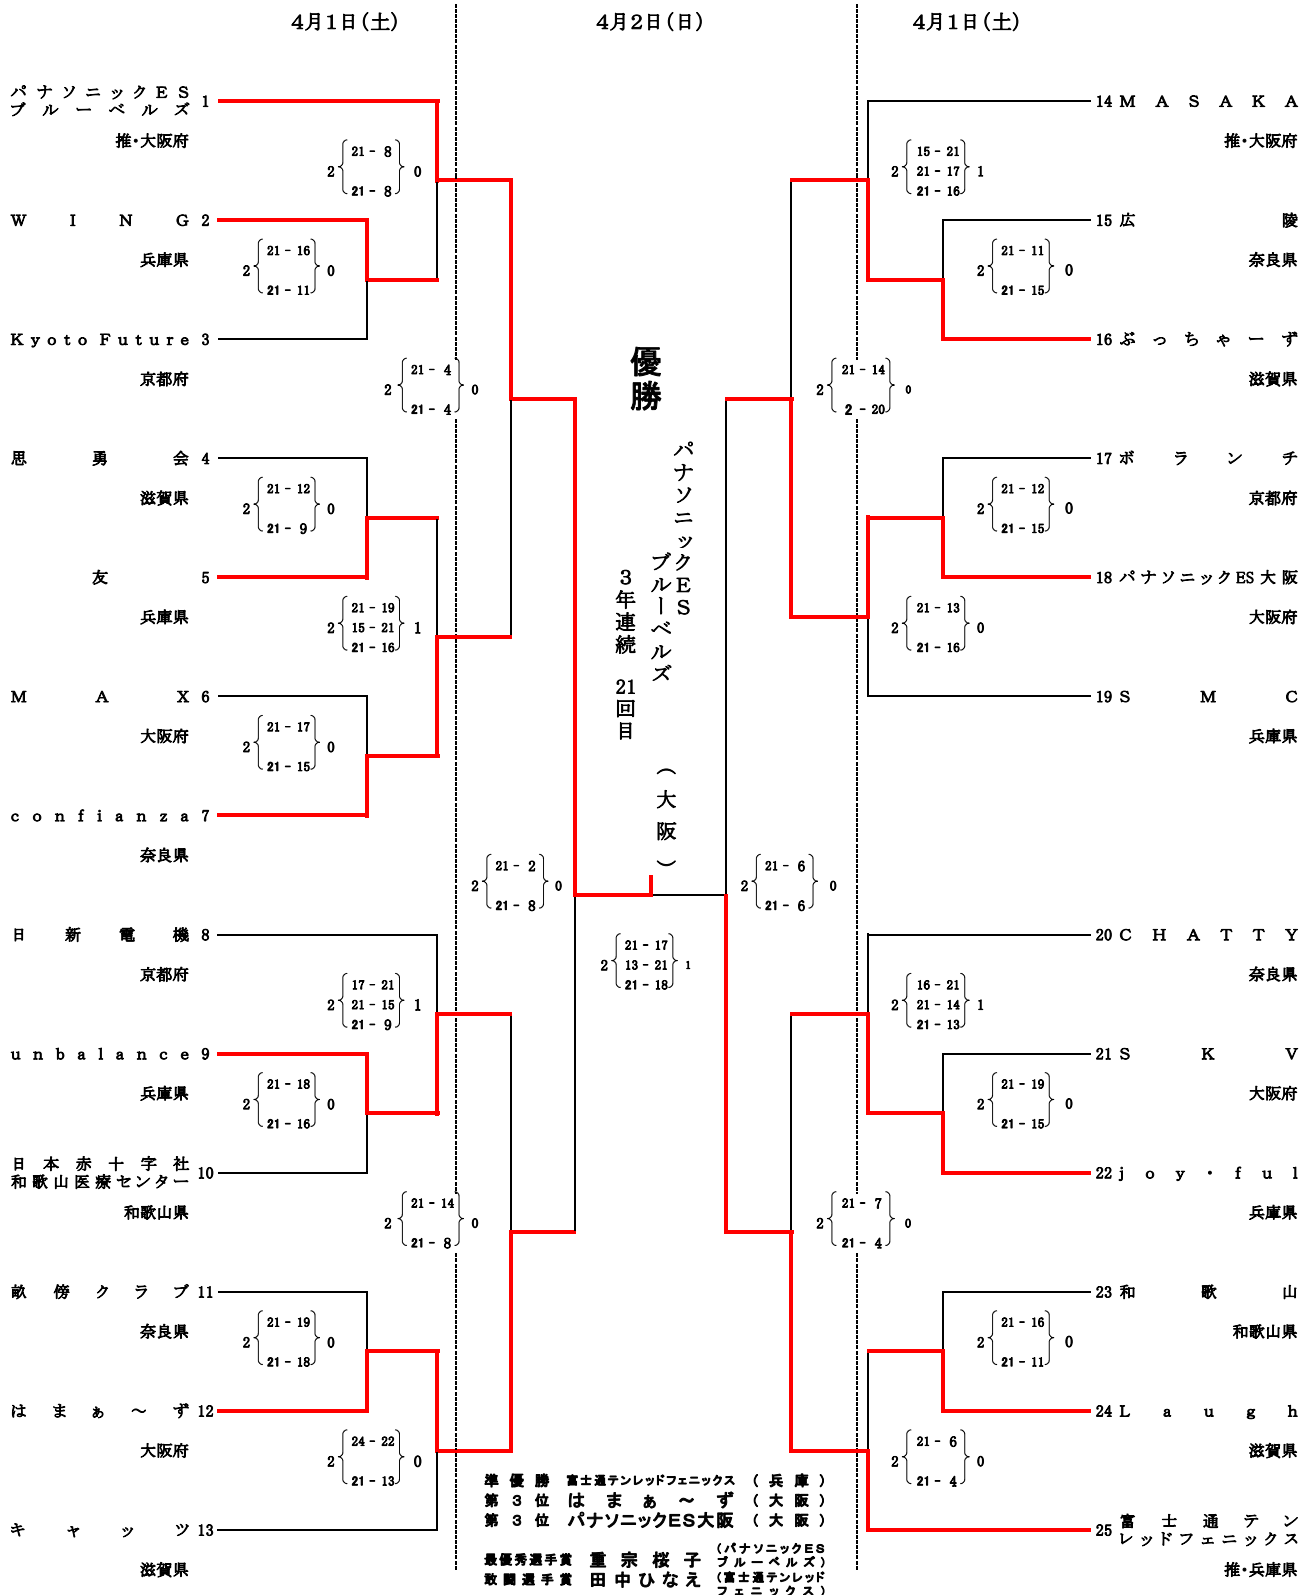 4月1日(土)
4月2日(日)
4月1日(土)
パナソニックES
ブルーベルズ 1
推・大阪府
2 21 - 8 0
21 - 8
WING 2
兵庫県
2 21 - 16 0
21 - 11
Kyoto Future 3
京都府
2 21 - 4 0
21 - 4
思勇会 4
滋賀県
2 21 - 12 0
21 - 9
友 5
兵庫県
21 - 19
2 15 - 21 1
21 - 16
MAX 6
大阪府
2 21 - 17 0
21 - 15
confianza 7
奈良県
2 21 - 2 0
21 - 8
日新電機 8
京都府
17 - 21
2 21 - 15 1
21 - 9
unbalance 9
兵庫県
2 21 - 18 0
21 - 16
日本赤十字社
和歌山医療センター 10
和歌山県
2 21 - 14 0
21 - 8
畝傍クラブ 11
奈良県
2 21 - 19 0
21 - 18
はまぁ～ず 12
大阪府
2 24 - 22 0
21 - 13
キャッツ 13
滋賀県
優勝
パナソニックES
ブルーベルズ
3年連続 21回目
(大阪)
21 - 17
2 13 - 21 1
21 - 18
14 MASAKA
推・大阪府
15 - 21
2 21 - 17 1
21 - 16
15 広陵
奈良県
2 21 - 11 0
21 - 15
16 ぶっちゃーず
滋賀県
2 21 - 14 0
2 - 20
17 ボランチ
京都府
2 21 - 12 0
21 - 15
18 パナソニックES大阪
大阪府
2 21 - 13 0
21 - 16
19 SMC
兵庫県
2 21 - 6 0
21 - 6
20 CHATTY
奈良県
16 - 21
2 21 - 14 1
21 - 13
21 SKV
大阪府
2 21 - 19 0
21 - 15
22 joy・ful
兵庫県
2 21 - 7 0
21 - 4
23 和歌山
和歌山県
2 21 - 16 0
21 - 11
24 Laugh
滋賀県
2 21 - 6 0
21 - 4
25 富士通テン
レッドフェニックス
推・兵庫県
準優勝 富士通テンレッドフェニックス (兵庫)
第3位 はまぁ～ず (大阪)
第3位 パナソニックES大阪 (大阪)
最優秀選手賞 重宗桜子 (パナソニックES
ブルーベルズ)
敢闘選手賞 田中ひなえ (富士通テンレッド
フェニックス)